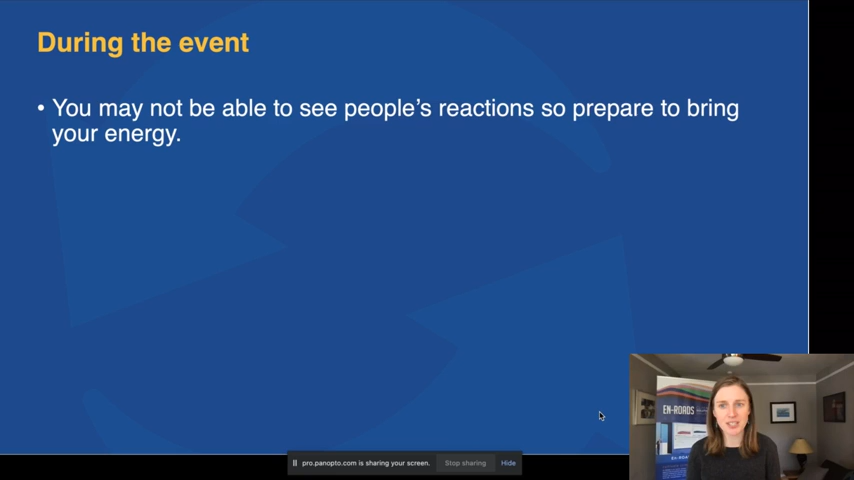 During the event
• You may not be able to see people's reactions so prepare to bring
your energy.
EN-ROADS
pro.panopto.com is sharing your screen.
Stop sharing
Hide